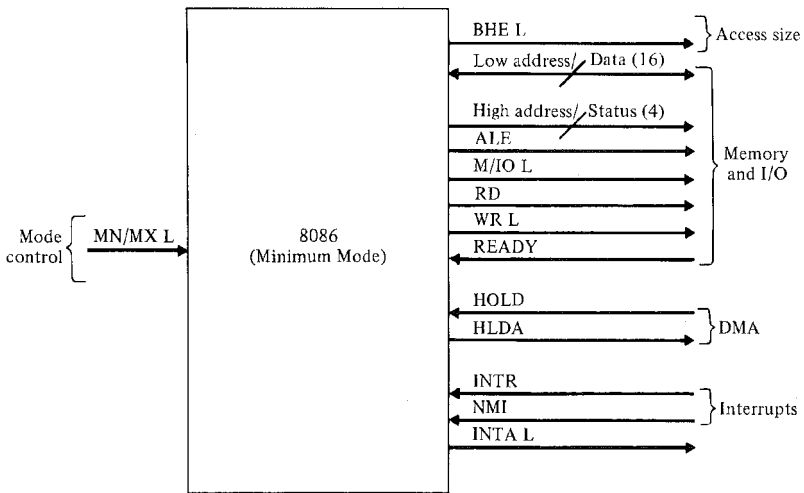 BHE L
Access size
Low address/ Data (16)
High address/ Status (4)
ALE
M/IO L
RD
WR L
READY
Memory
and I/O
Mode
control
MN/MX L
8086
(Minimum Mode)
HOLD
HLDA
DMA
INTR
NMI
INTA L
Interrupts